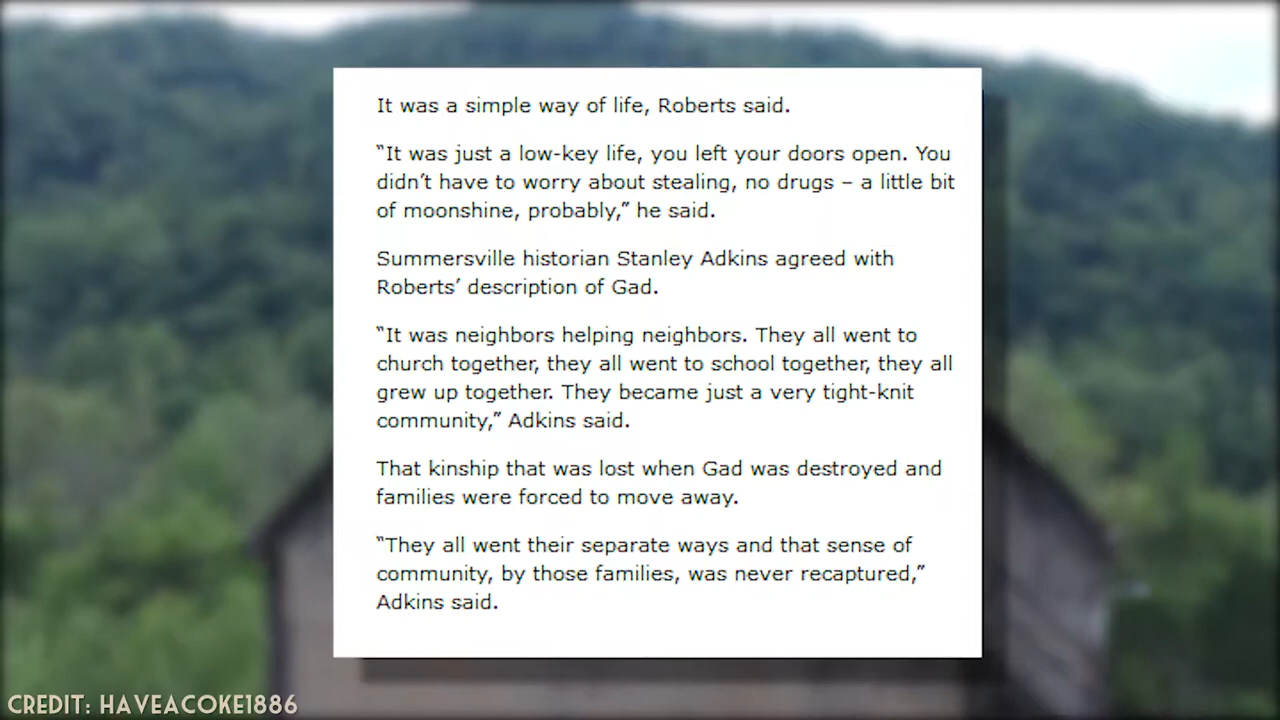 It was a simple way of life, Roberts said.
“It was just a low-key life, you left your doors open. You
didn’t have to worry about stealing, no drugs – a little bit
of moonshine, probably,” he said.
Summersville historian Stanley Adkins agreed with
Roberts’ description of Gad.
“It was neighbors helping neighbors. They all went to
church together, they all went to school together, they all
grew up together. They became just a very tight-knit
community,” Adkins said.
That kinship that was lost when Gad was destroyed and
families were forced to move away.
“They all went their separate ways and that sense of
community, by those families, was never recaptured,”
Adkins said.
CREDIT: HAVEACOKE1886